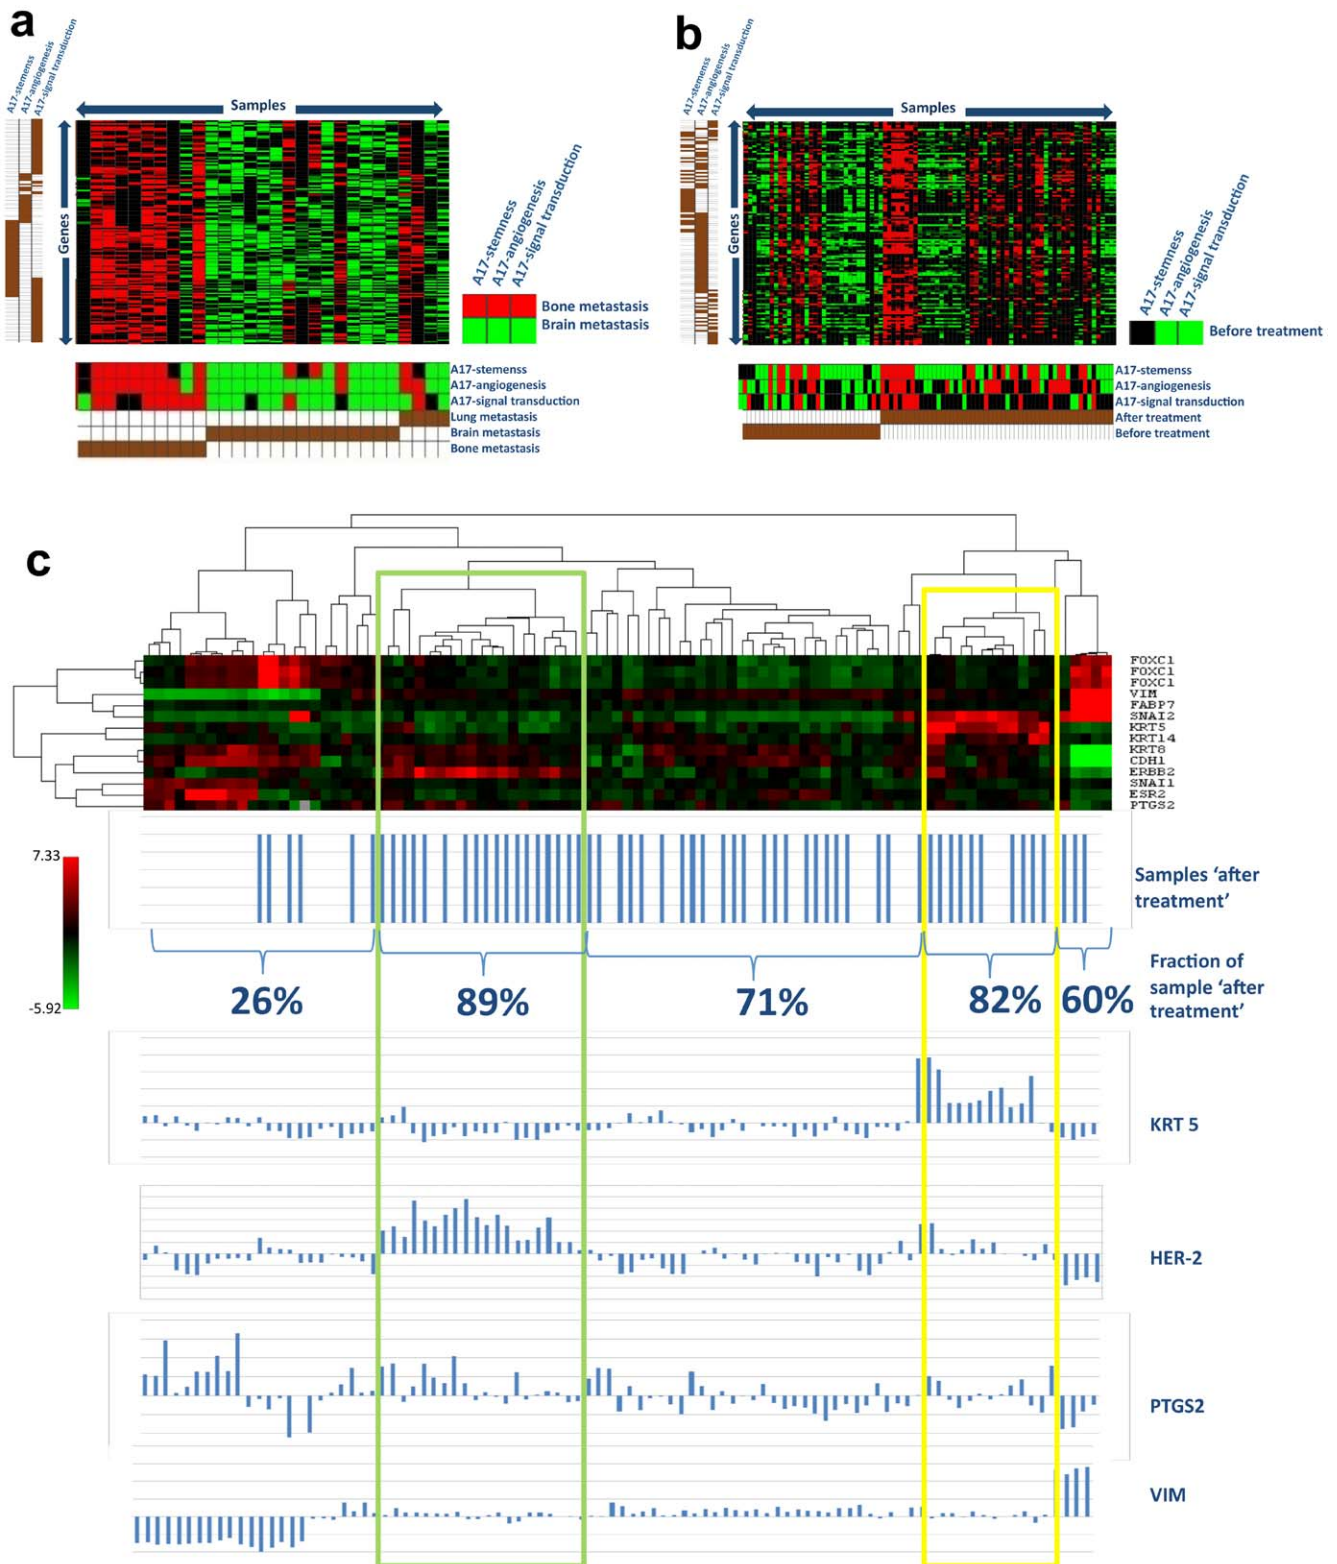 a
A17-stemenss
A17-angiogenesis
A17-signal transduction
Samples
Genes
A17-stemness
A17-angiogenesis
A17-signal transduction
Bone metastasis
Brain metastasis
A17-stemenss
A17-angiogenesis
A17-signal transduction
Lung metastasis
Brain metastasis
Bone metastasis
b
A17-stemenss
A17-angiogenesis
A17-signal transduction
Samples
Genes
A17-stemness
A17-angiogenesis
A17-signal transduction
Before treatment
A17-stemenss
A17-angiogenesis
A17-signal transduction
After treatment
Before treatment
c
FOXC1
FOXC1
FOXC1
VIM
FABP7
SNAI2
KRT5
KRT14
KRT8
CDH1
ERBB2
SNAI1
ESR2
PTGS2
7.33
-5.92
Samples ‘after
treatment’
26%
89%
71%
82%
60%
Fraction of
sample ‘after
treatment’
KRT 5
HER-2
PTGS2
VIM